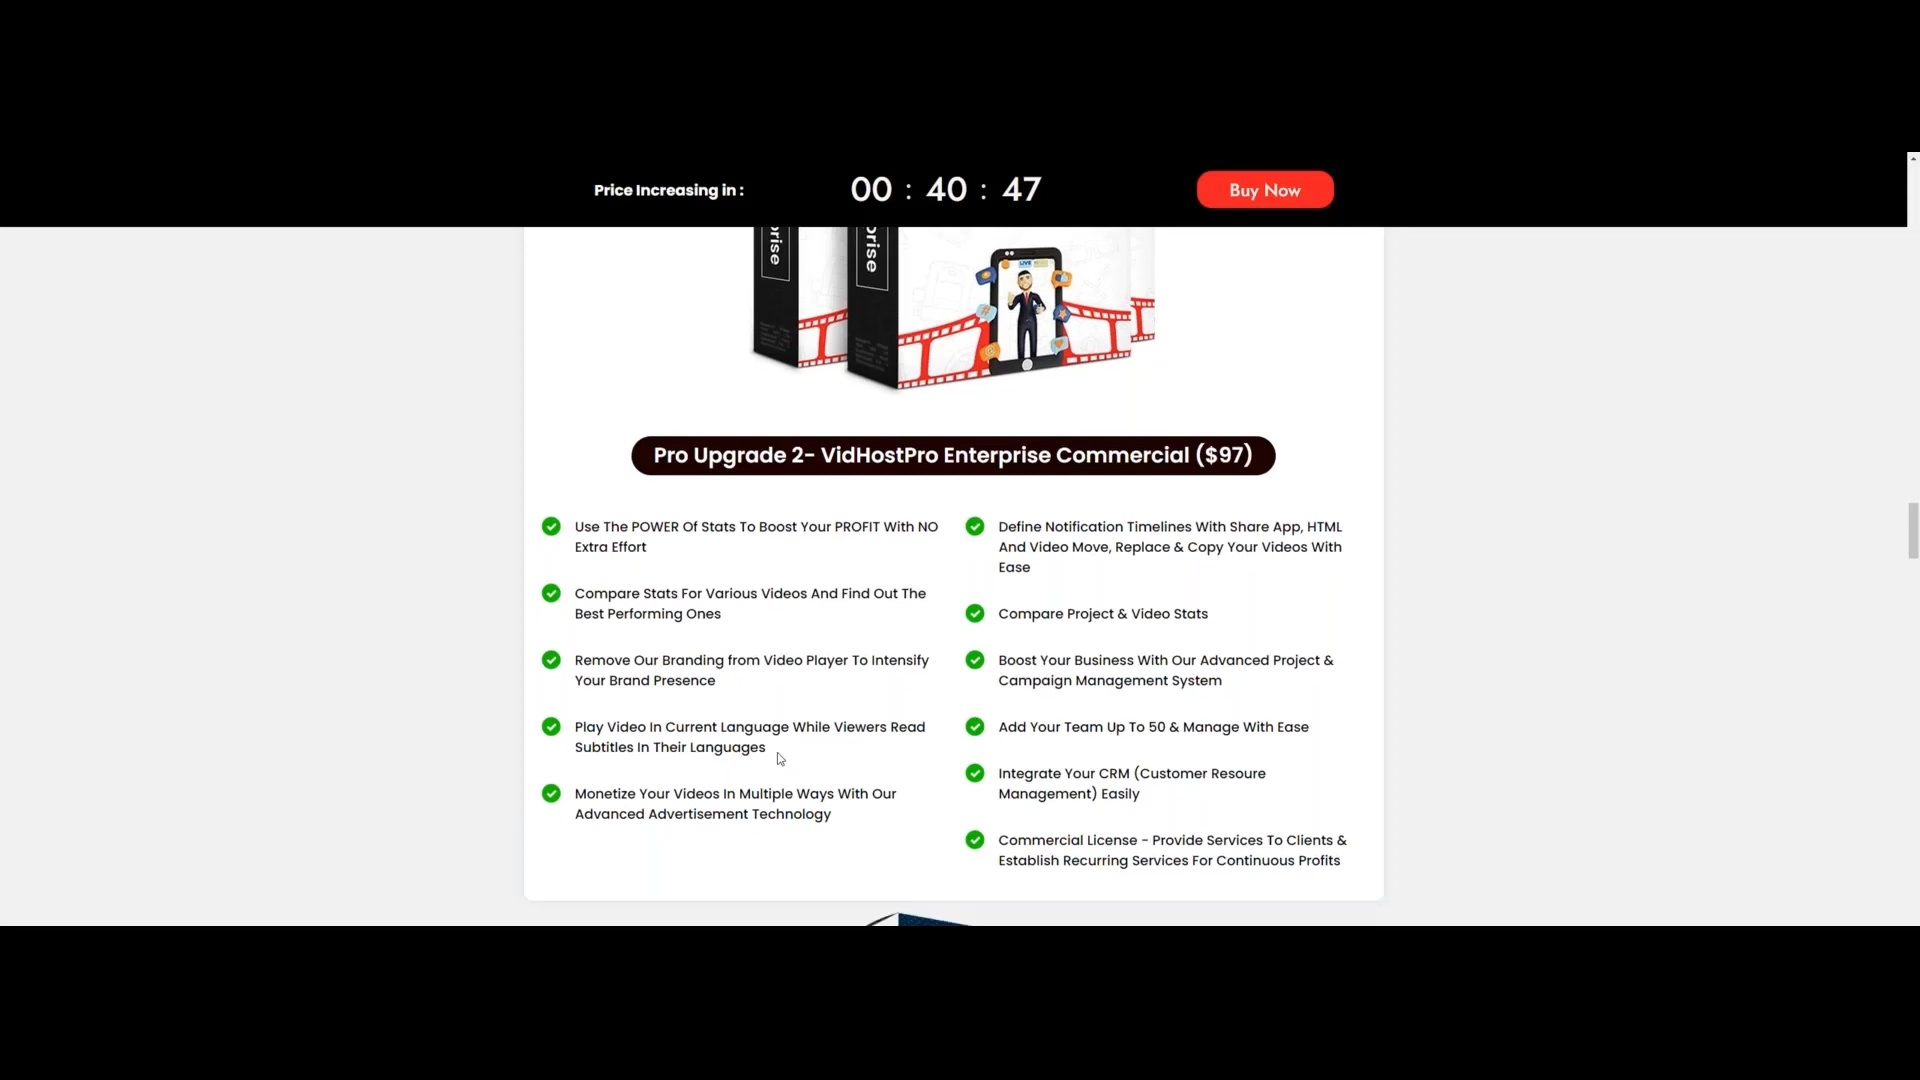 Price Increasing in :
00 : 40 : 47
Buy Now
rise
rise
LIVE
Pro Upgrade 2- VidHostPro Enterprise Commercial ($97)
Use The POWER Of Stats To Boost Your PROFIT With NO
Extra Effort
Compare Stats For Various Videos And Find Out The
Best Performing Ones
Remove Our Branding from Video Player To Intensify
Your Brand Presence
Play Video In Current Language While Viewers Read
Subtitles In Their Languages
Monetize Your Videos In Multiple Ways With Our
Advanced Advertisement Technology
Define Notification Timelines With Share App, HTML
And Video Move, Replace & Copy Your Videos With
Ease
Compare Project & Video Stats
Boost Your Business With Our Advanced Project &
Campaign Management System
Add Your Team Up To 50 & Manage With Ease
Integrate Your CRM (Customer Resoure
Management) Easily
Commercial License - Provide Services To Clients &
Establish Recurring Services For Continuous Profits